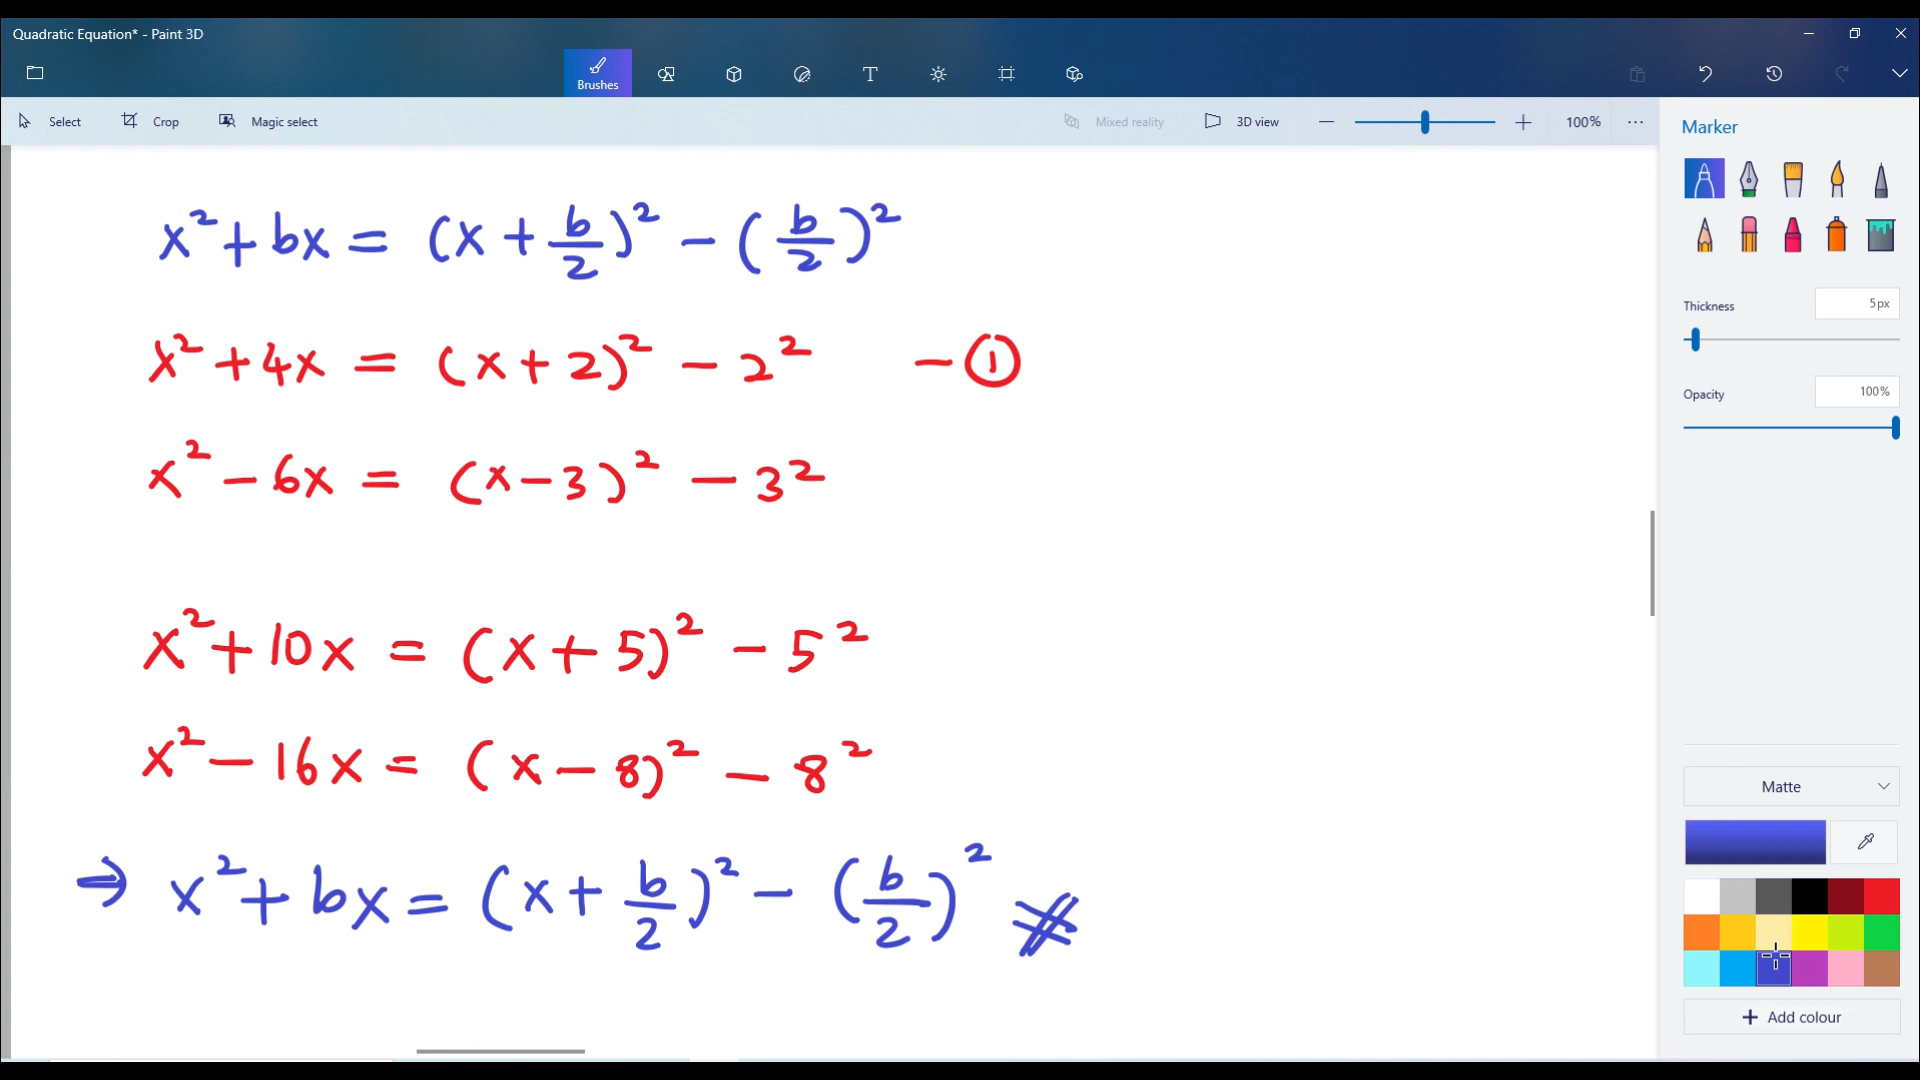 Quadratic Equation* - Paint 3D
Brushes
Select Crop Magic select Mixed reality 3D view 100% ...
Marker
Thickness 5px
Opacity 100%
Matte
+ Add colour
x² + bx = (x + b/2)² - (b/2)²
x² + 4x = (x + 2)² - 2² - ①
x² - 6x = (x - 3)² - 3²
x² + 10x = (x + 5)² - 5²
x² - 16x = (x - 8)² - 8²
⇒ x² + bx = (x + b/2)² - (b/2)²